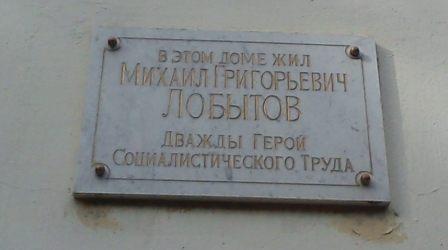 В ЭТОМ ДОМЕ ЖИЛ
МИХАИЛ ГРИГОРЬЕВИЧ
ЛОБЫТОВ
ДВАЖДЫ ГЕРОЙ
СОЦИАЛИСТИЧЕСКОГО ТРУДА